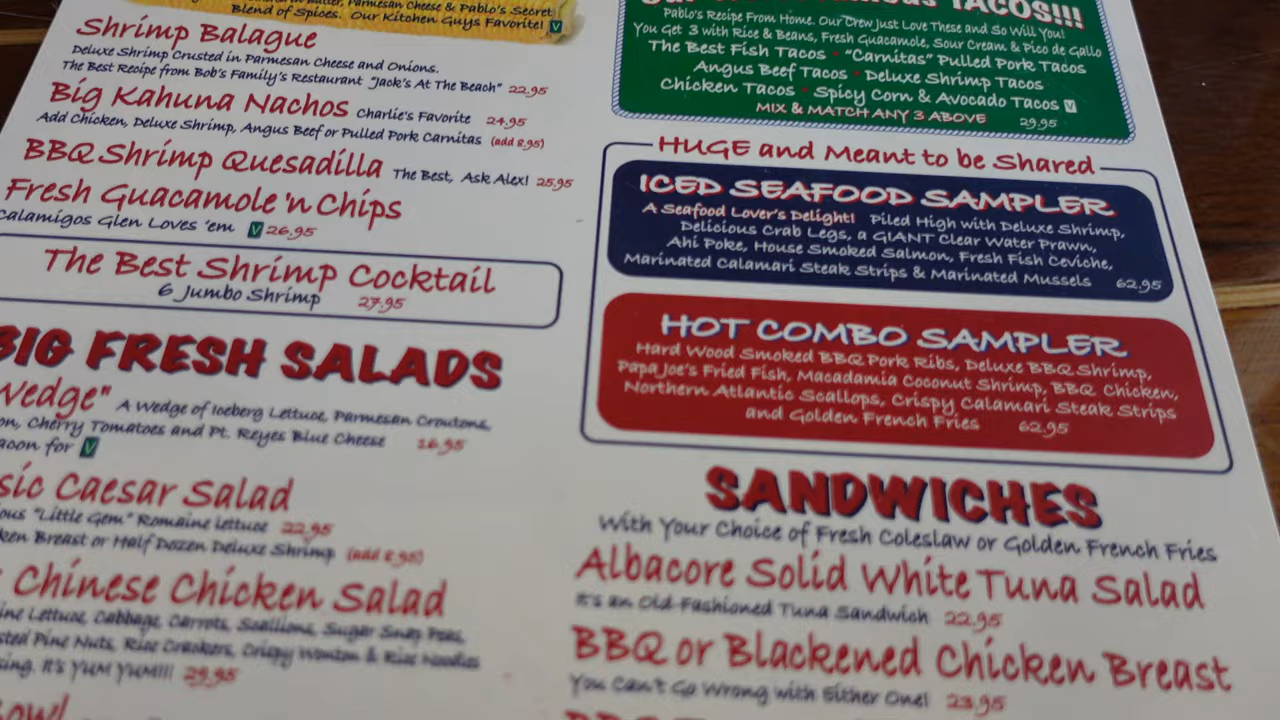 in Butter, Parmesan Cheese & Pablo's Secret
Blend of Spices. Our Kitchen Guys Favorite! V
Shrimp Balague
Deluxe Shrimp Crusted in Parmesan Cheese and Onions.
The Best Recipe from Bob's Family's Restaurant "Jack's At The Beach" 22.95
Big Kahuna Nachos Charlie's Favorite 24.95
Add Chicken, Deluxe Shrimp, Angus Beef or Pulled Pork Carnitas (add 8.95)
BBQ Shrimp Quesadilla The Best, Ask Alex! 25.95
Fresh Guacamole 'n Chips
Calamigos Glen Loves 'em V 26.95
The Best Shrimp Cocktail
6 Jumbo Shrimp 27.95
BIG FRESH SALADS
Wedge" A Wedge of Iceberg Lettuce, Parmesan Croutons,
Cherry Tomatoes and Pt. Reyes Blue Cheese 16.95
for V
Caesar Salad
"Little Gem" Romaine lettuce 22.95
Breast or Half Dozen Deluxe Shrimp (add 8.95)
Chinese Chicken Salad
Lettuce, Cabbage, Carrots, Scallions, Sugar Snap Peas,
Pine Nuts, Rice Crackers, Crispy Wonton & Rice Noodles
It's YUM YUM!!! 29.95
TACOS!!!
Pablo's Recipe From Home. Our Crew Just Love These and So Will You!
You Get 3 with Rice & Beans, Fresh Guacamole, Sour Cream & Pico de Gallo
The Best Fish Tacos • "Carnitas" Pulled Pork Tacos
Angus Beef Tacos • Deluxe Shrimp Tacos
Chicken Tacos • Spicy Corn & Avocado Tacos V
MIX & MATCH ANY 3 ABOVE 29.95
HUGE and Meant to be Shared
ICED SEAFOOD SAMPLER
A Seafood Lover's Delight! Piled High with Deluxe Shrimp,
Delicious Crab Legs, a GIANT Clear Water Prawn,
Ahi Poke, House Smoked Salmon, Fresh Fish Ceviche,
Marinated Calamari Steak Strips & Marinated Mussels 62.95
HOT COMBO SAMPLER
Hard Wood Smoked BBQ Pork Ribs, Deluxe BBQ Shrimp,
Papa Joe's Fried Fish, Macadamia Coconut Shrimp, BBQ Chicken,
Northern Atlantic Scallops, Crispy Calamari Steak Strips
and Golden French Fries 62.95
SANDWICHES
With Your Choice of Fresh Coleslaw or Golden French Fries
Albacore Solid White Tuna Salad
It's an Old Fashioned Tuna Sandwich 22.95
BBQ or Blackened Chicken Breast
You Can't Go Wrong with Either One! 23.95